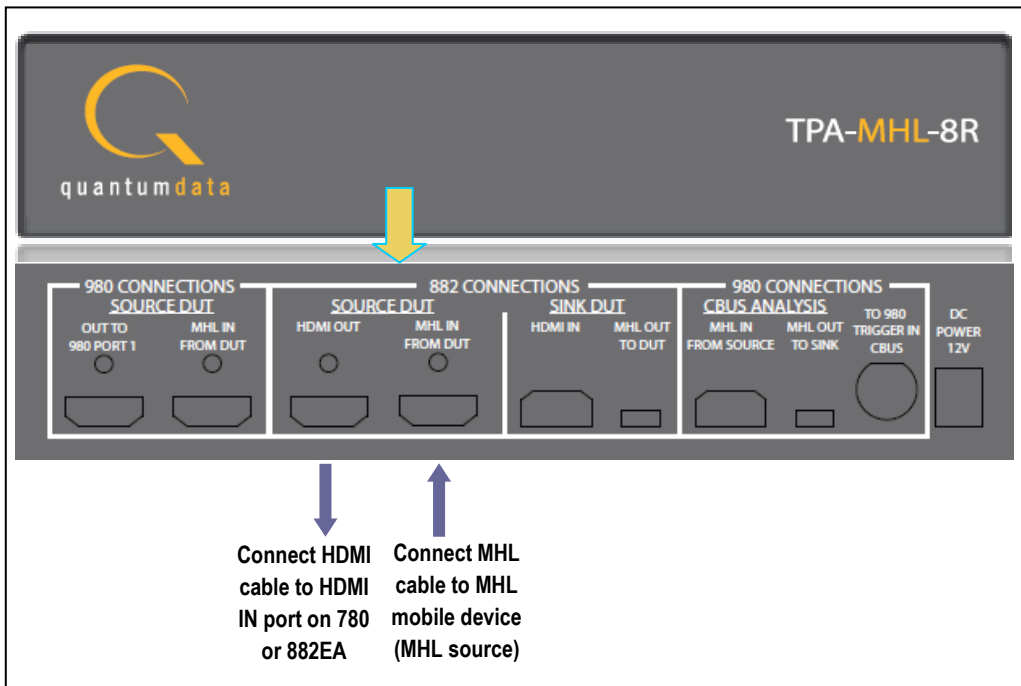 quantumdata
TPA-MHL-8R
980 CONNECTIONS
SOURCE DUT
OUT TO
980 PORT 1
MHL IN
FROM DUT
882 CONNECTIONS
SOURCE DUT
HDMI OUT
MHL IN
FROM DUT
SINK DUT
HDMI IN
MHL OUT
TO DUT
980 CONNECTIONS
CBUS ANALYSIS
MHL IN
FROM SOURCE
MHL OUT
TO SINK
TO 980
TRIGGER IN
CBUS
DC
POWER
12V
Connect HDMI
cable to HDMI
IN port on 780
or 882EA
Connect MHL
cable to MHL
mobile device
(MHL source)